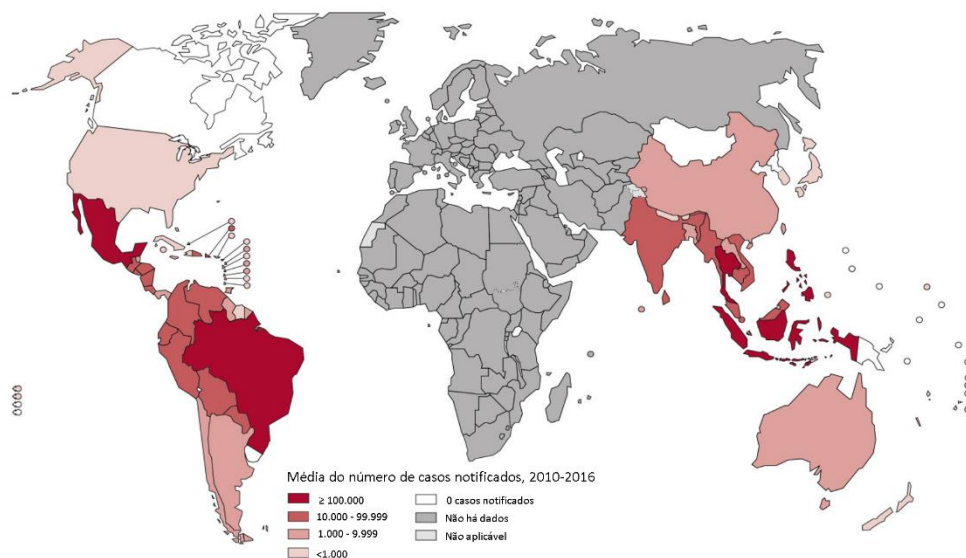 Média do número de casos notificados, 2010-2016
≥ 100.000
10.000 - 99.999
1.000 - 9.999
<1.000
0 casos notificados
Não há dados
Não aplicável